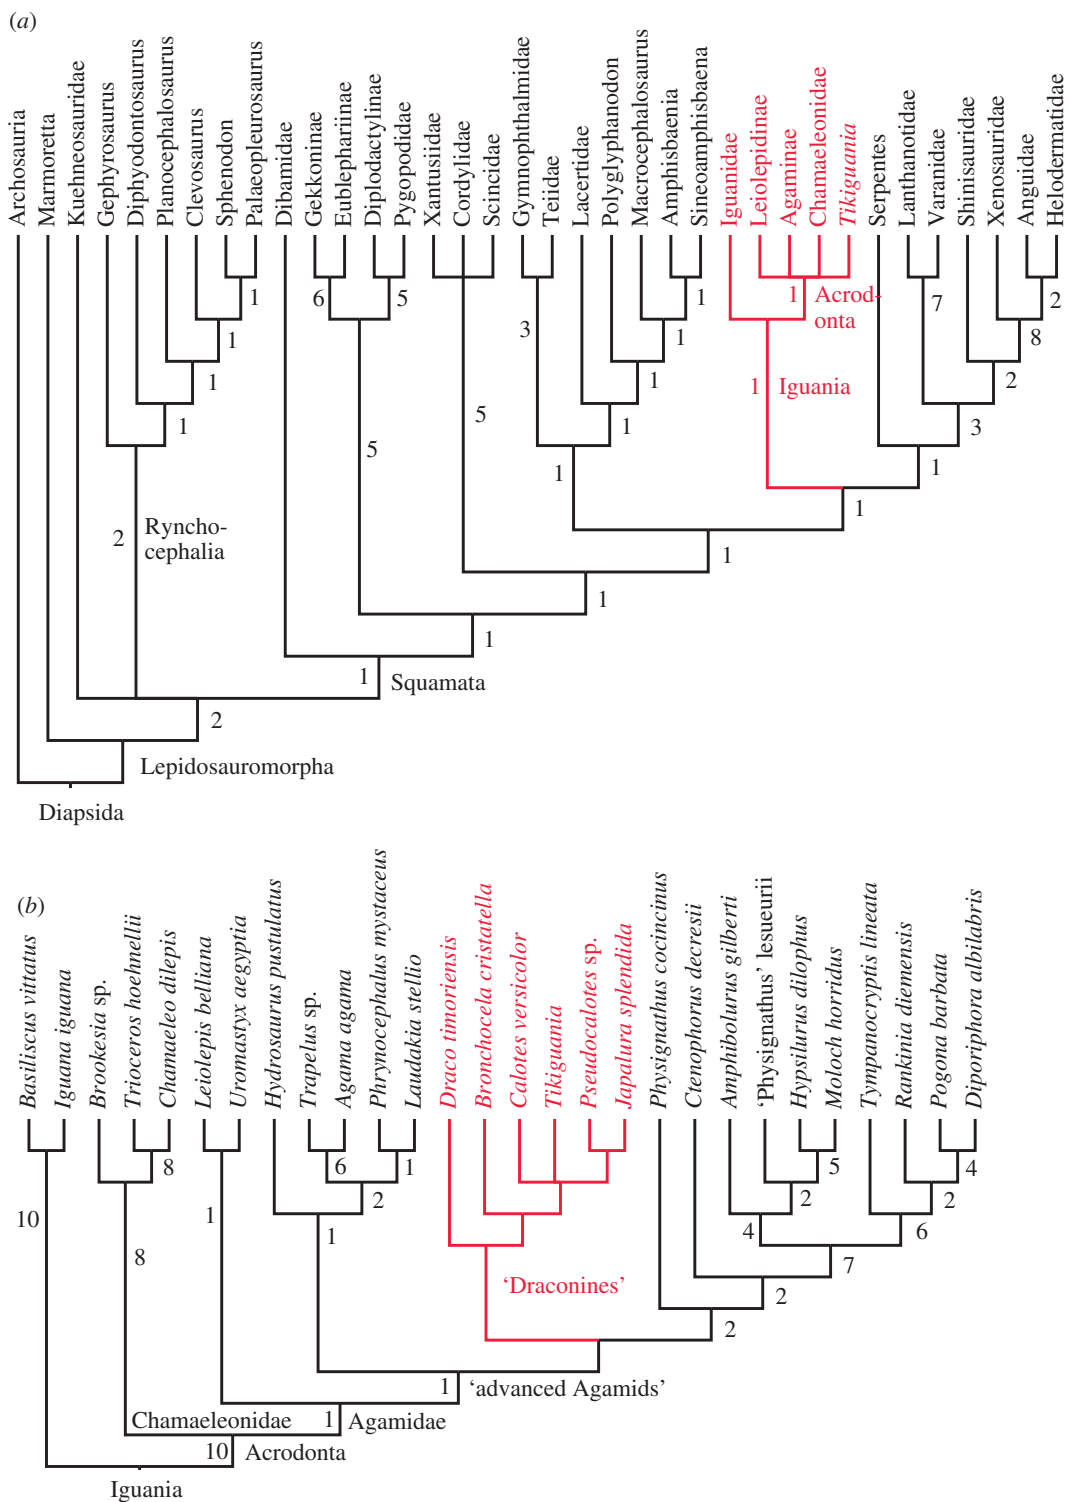 (a)
Archosauria
Marmoretta
Kuehneosauridae
Gephyrosaurus
Diphyodontosaurus
Planocephalosaurus
Clevosaurus
Sphenodon
Palaeopleurosaurus
Dibamidae
Gekkoninae
Eublephariinae
Diplodactylinae
Pygopodidae
Xantusiidae
Cordylidae
Scincidae
Gymnophthalmidae
Teiidae
Lacertidae
Polyglyphanodon
Macrocephalosaurus
Amphisbaenia
Sineoamphisbaena
Iguanidae
Leiolepidinae
Agaminae
Chamaeleonidae
Tikiguania
Serpentes
Lanthanotidae
Varanidae
Shinisauridae
Xenosauridae
Anguidae
Helodermatidae
1 6 5 1 1 Acrod-
onta 7 2
1 3 1 8
1 1 1 Iguania 2
1 5 1 3
5 1 1
2 Ryncho-
cephalia 1
1
1
1
1 Squamata
2
Lepidosauromorpha
Diapsida
(b)
Basiliscus vitatus
Iguana iguana
Brookesia sp.
Trioceros hoehnellii
Chamaeleo dilepis
Leiolepis belliana
Uromastyx aegyptia
Hydrosaurus pustulatus
Trapelus sp.
Agama agama
Phrynocephalus mystaceus
Laudakia stellio
Draco timoriensis
Bronchocela cristatella
Calotes versicolor
Tikiguania
Pseudocalotes sp.
Japalura splendida
Physignathus cocincinus
Ctenophorus decresii
Amphibolurus gilberti
‘Physignathus’ lesueurii
Hypsilurus dilophus
Moloch horridus
Tympanocryptis lineata
Rankinia diemensis
Pogona barbata
Diporiphora albilabris
8 6 1 5 4
2 2 2
10 1 1 4 6
8 7
‘Draconines’ 2
2
1 ‘advanced Agamids’
Chamaeleonidae 1 Agamidae
10 Acrodonta
Iguania